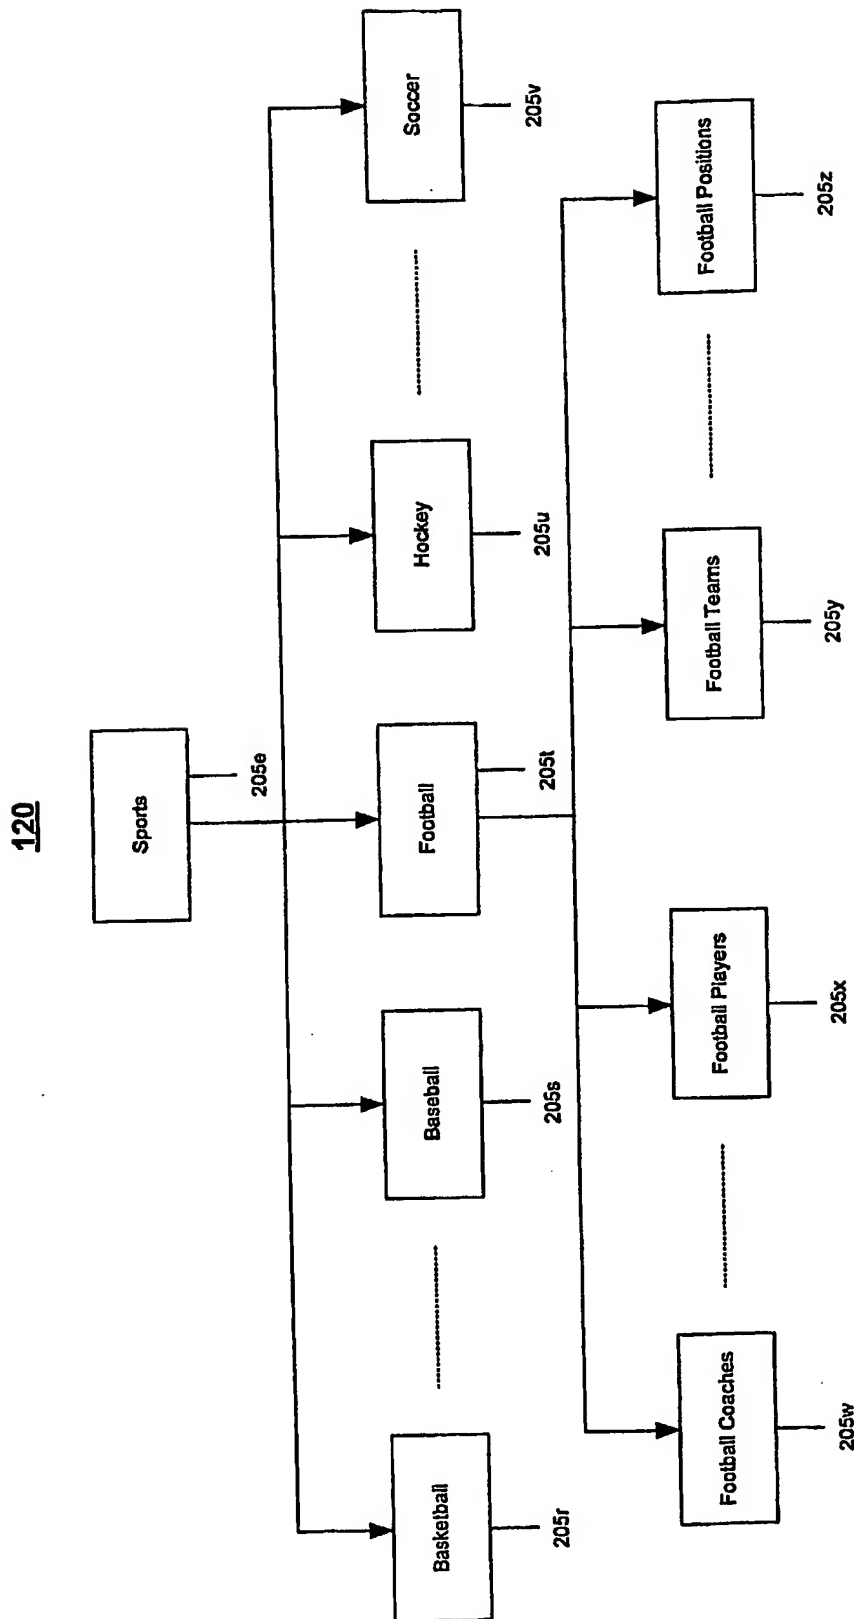 120
Sports
205e
Basketball
Baseball
Football
Hockey
Soccer
205r
205s
205t
205u
205v
Football Coaches
Football Players
Football Teams
Football Positions
205w
205x
205y
205z